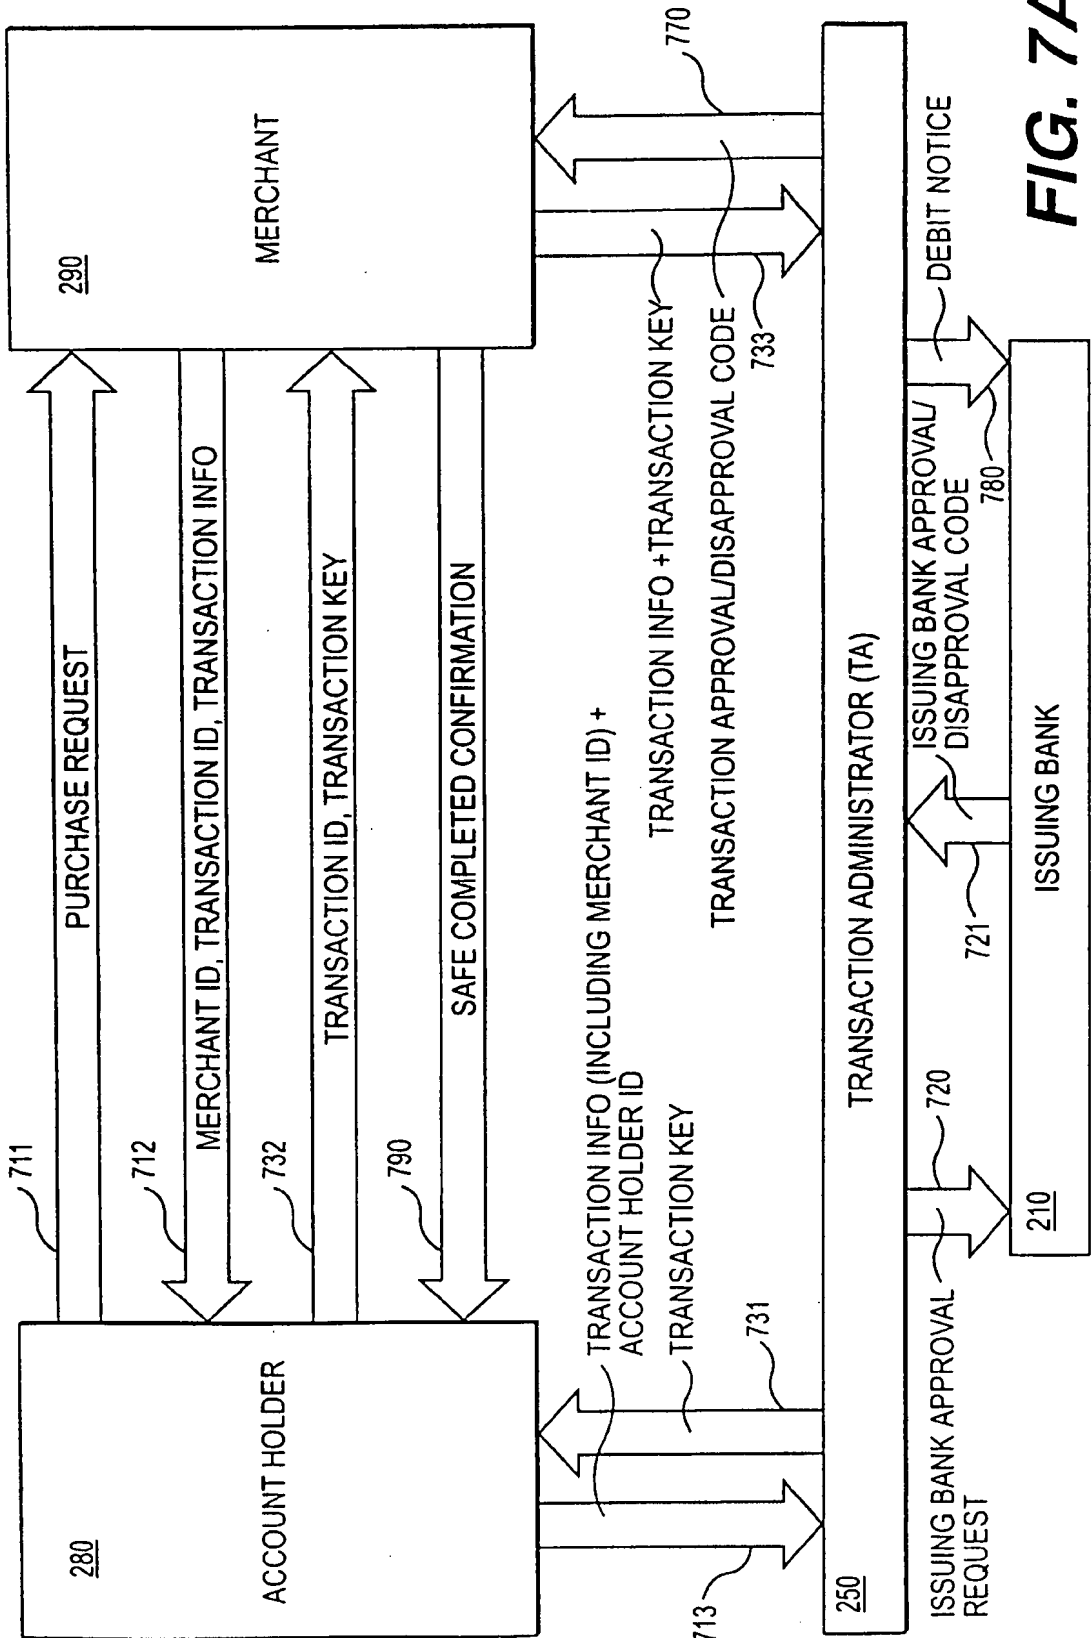 711
PURCHASE REQUEST
712
MERCHANT ID, TRANSACTION ID, TRANSACTION INFO
732
TRANSACTION ID, TRANSACTION KEY
790
SAFE COMPLETED CONFIRMATION
280
ACCOUNT HOLDER
290
MERCHANT
713
TRANSACTION INFO (INCLUDING MERCHANT ID) +
ACCOUNT HOLDER ID
TRANSACTION KEY
731
TRANSACTION INFO +TRANSACTION KEY
TRANSACTION APPROVAL/DISAPPROVAL CODE
733
770
250
TRANSACTION ADMINISTRATOR (TA)
ISSUING BANK APPROVAL
REQUEST
720
721
ISSUING BANK APPROVAL/
DISAPPROVAL CODE
780
DEBIT NOTICE
210
ISSUING BANK
FIG. 7A